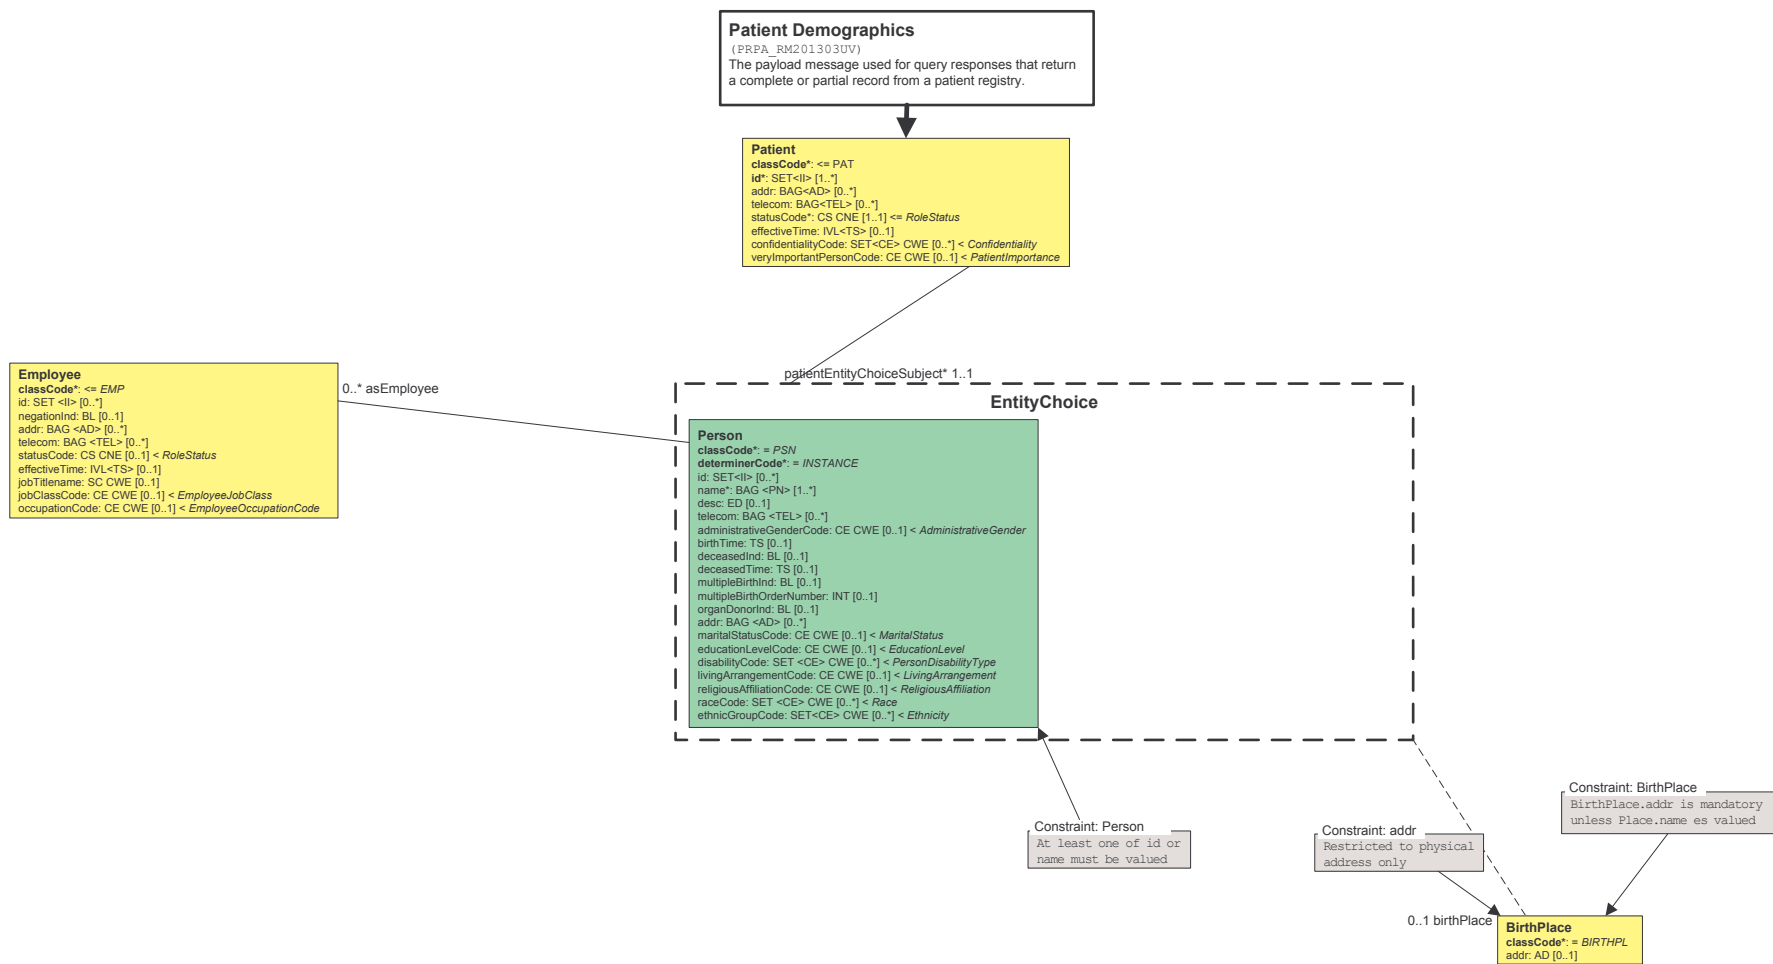 Patient Demographics
(PRPA_RM201303UV)
The payload message used for query responses that return
a complete or partial record from a patient registry.
Patient
classCode*: <= PAT
id*: SET<II> [1..*]
addr: BAG<AD> [0..*]
telecom: BAG<TEL> [0..*]
statusCode*: CS CNE [1..1] <= RoleStatus
effectiveTime: IVL<TS> [0..1]
confidentialityCode: SET<CE> CWE [0..*] < Confidentiality
veryImportantPersonCode: CE CWE [0..1] < PatientImportance
patientEntityChoiceSubject* 1..1
Employee
classCode*: <= EMP
id: SET <II> [0..*]
negationInd: BL [0..1]
addr: BAG <AD> [0..*]
telecom: BAG <TEL> [0..*]
statusCode: CS CNE [0..1] < RoleStatus
effectiveTime: IVL<TS> [0..1]
jobTitlename: SC CWE [0..1]
jobClassCode: CE CWE [0..1] < EmployeeJobClass
occupationCode: CE CWE [0..1] < EmployeeOccupationCode
0..* asEmployee
EntityChoice
Person
classCode*: = PSN
determinerCode*: = INSTANCE
id: SET<II> [0..*]
name*: BAG <PN> [1..*]
desc: ED [0..1]
telecom: BAG <TEL> [0..*]
administrativeGenderCode: CE CWE [0..1] < AdministrativeGender
birthTime: TS [0..1]
deceasedInd: BL [0..1]
deceasedTime: TS [0..1]
multipleBirthInd: BL [0..1]
multipleBirthOrderNumber: INT [0..1]
organDonorInd: BL [0..1]
addr: BAG <AD> [0..*]
maritalStatusCode: CE CWE [0..1] < MaritalStatus
educationLevelCode: CE CWE [0..1] < EducationLevel
disabilityCode: SET <CE> CWE [0..*] < PersonDisabilityType
livingArrangementCode: CE CWE [0..1] < LivingArrangement
religiousAffiliationCode: CE CWE [0..1] < ReligiousAffiliation
raceCode: SET <CE> CWE [0..*] < Race
ethnicGroupCode: SET<CE> CWE [0..*] < Ethnicity
Constraint: Person
At least one of id or
name must be valued
Constraint: addr
Restricted to physical
address only
Constraint: BirthPlace
BirthPlace.addr is mandatory
unless Place.name es valued
0..1 birthPlace
BirthPlace
classCode*: = BIRTHPL
addr: AD [0..1]